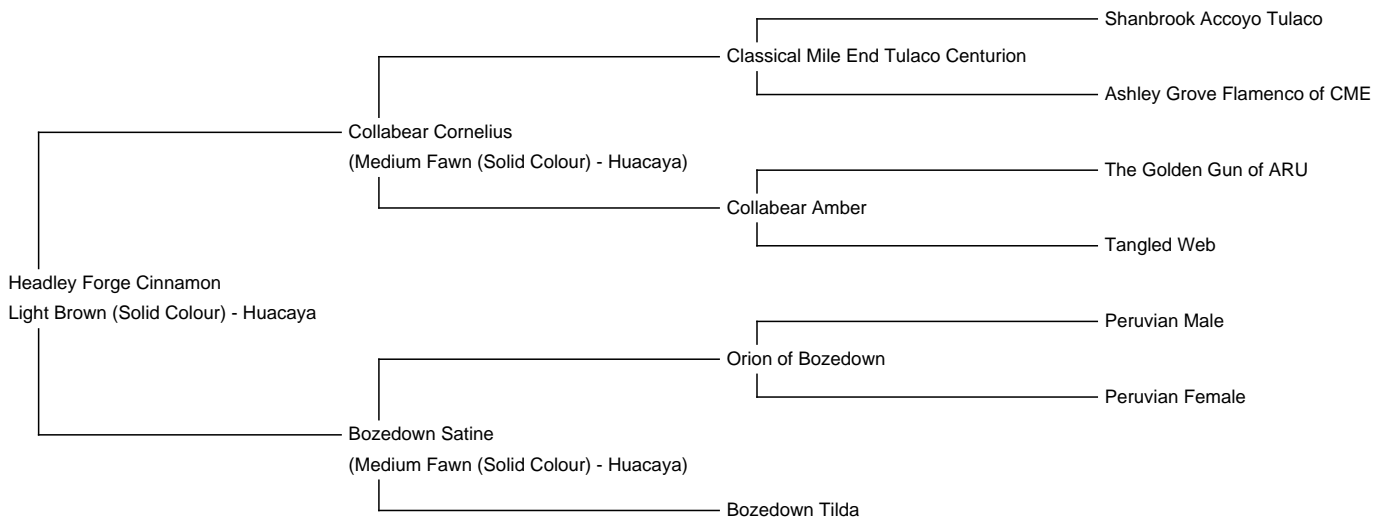 Shanbrook Accoyo Tulaco
Classical Mile End Tulaco Centurion
Ashley Grove Flamenco of CME
Collabear Cornelius
(Medium Fawn (Solid Colour) - Huacaya)
The Golden Gun of ARU
Collabear Amber
Tangled Web
Headley Forge Cinnamon
Light Brown (Solid Colour) - Huacaya
Peruvian Male
Orion of Bozedown
Peruvian Female
Bozedown Satine
(Medium Fawn (Solid Colour) - Huacaya)
Bozedown Tilda